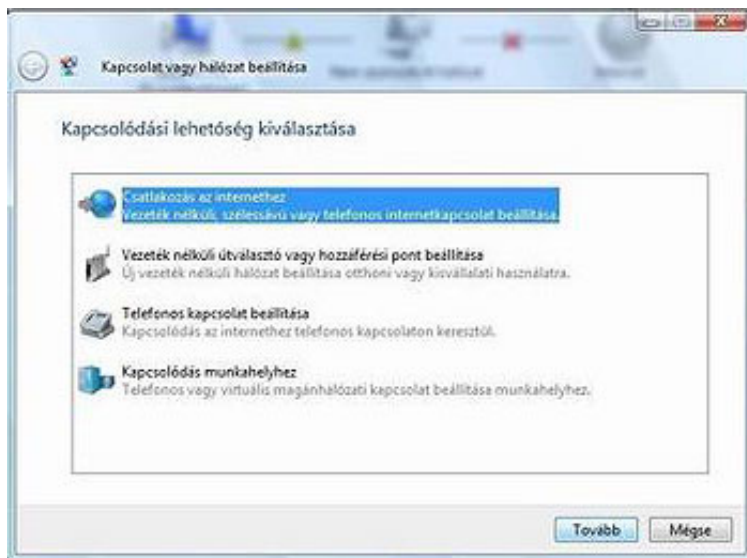 Kapcsolat vagy hálózat beállítása
Kapcsolódási lehetőség kiválasztása
Csatlakozás az internethez
Vezeték nélküli, szélessávú vagy telefonos internetkapcsolat beállítása.
Vezeték nélküli útválasztó vagy hozzáférési pont beállítása
Új vezeték nélküli hálózat beállítása otthoni vagy kisvállalati használatra.
Telefonos kapcsolat beállítása
Kapcsolódás az internethez telefonos kapcsolaton keresztül.
Kapcsolódás munkahelyhez
Telefonos vagy virtuális magánhálózati kapcsolat beállítása munkahelyhez.
Tovább Mégse